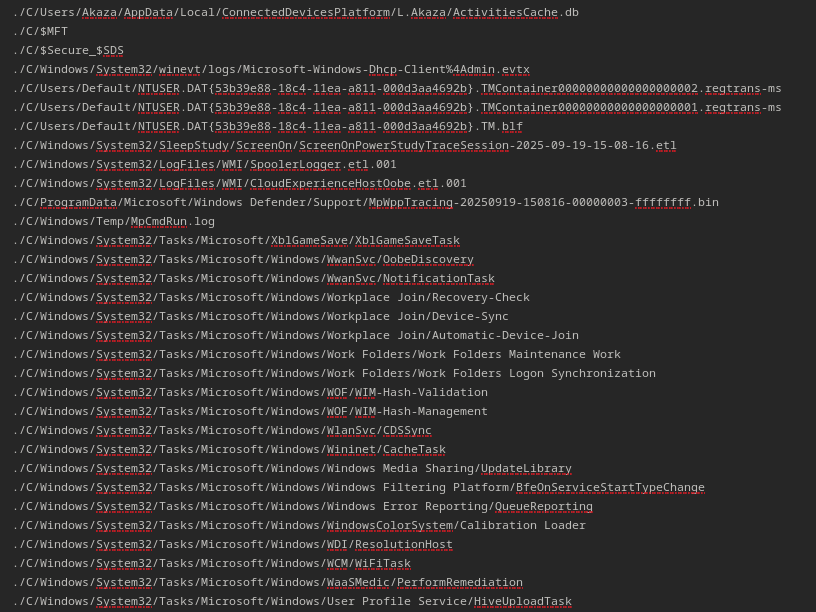 ./C/Users/Akaza/AppData/Local/ConnectedDevicesPlatform/L.Akaza/ActivitiesCache.db
./C/$MFT
./C/$Secure_$SDS
./C/Windows/System32/winevt/logs/Microsoft-Windows-Dhcp-Client%4Admin.evtx
./C/Users/Default/NTUSER.DAT{53b39e88-18c4-11ea-a811-000d3aa4692b}.TMContainer00000000000000000002.regtrans-ms
./C/Users/Default/NTUSER.DAT{53b39e88-18c4-11ea-a811-000d3aa4692b}.TMContainer00000000000000000001.regtrans-ms
./C/Users/Default/NTUSER.DAT{53b39e88-18c4-11ea-a811-000d3aa4692b}.TM.blf
./C/Windows/System32/SleepStudy/ScreenOn/ScreenOnPowerStudyTraceSession-2025-09-19-15-08-16.etl
./C/Windows/System32/LogFiles/WMI/SpoolerLogger.etl.001
./C/Windows/System32/LogFiles/WMI/CloudExperienceHostOobe.etl.001
./C/ProgramData/Microsoft/Windows Defender/Support/MpWppTracing-20250919-150816-00000003-ffffffff.bin
./C/Windows/Temp/MpCmdRun.log
./C/Windows/System32/Tasks/Microsoft/XblGameSave/XblGameSaveTask
./C/Windows/System32/Tasks/Microsoft/Windows/WwanSvc/OobeDiscovery
./C/Windows/System32/Tasks/Microsoft/Windows/WwanSvc/NotificationTask
./C/Windows/System32/Tasks/Microsoft/Windows/Workplace Join/Recovery-Check
./C/Windows/System32/Tasks/Microsoft/Windows/Workplace Join/Device-Sync
./C/Windows/System32/Tasks/Microsoft/Windows/Workplace Join/Automatic-Device-Join
./C/Windows/System32/Tasks/Microsoft/Windows/Work Folders/Work Folders Maintenance Work
./C/Windows/System32/Tasks/Microsoft/Windows/Work Folders/Work Folders Logon Synchronization
./C/Windows/System32/Tasks/Microsoft/Windows/WOF/WIM-Hash-Validation
./C/Windows/System32/Tasks/Microsoft/Windows/WOF/WIM-Hash-Management
./C/Windows/System32/Tasks/Microsoft/Windows/WlanSvc/CDSSync
./C/Windows/System32/Tasks/Microsoft/Windows/Wininet/CacheTask
./C/Windows/System32/Tasks/Microsoft/Windows/Windows Media Sharing/UpdateLibrary
./C/Windows/System32/Tasks/Microsoft/Windows/Windows Filtering Platform/BfeOnServiceStartTypeChange
./C/Windows/System32/Tasks/Microsoft/Windows/Windows Error Reporting/QueueReporting
./C/Windows/System32/Tasks/Microsoft/Windows/WindowsColorSystem/Calibration Loader
./C/Windows/System32/Tasks/Microsoft/Windows/WDI/ResolutionHost
./C/Windows/System32/Tasks/Microsoft/Windows/WCM/WiFiTask
./C/Windows/System32/Tasks/Microsoft/Windows/WaaSMedic/PerformRemediation
./C/Windows/System32/Tasks/Microsoft/Windows/User Profile Service/HiveUploadTask